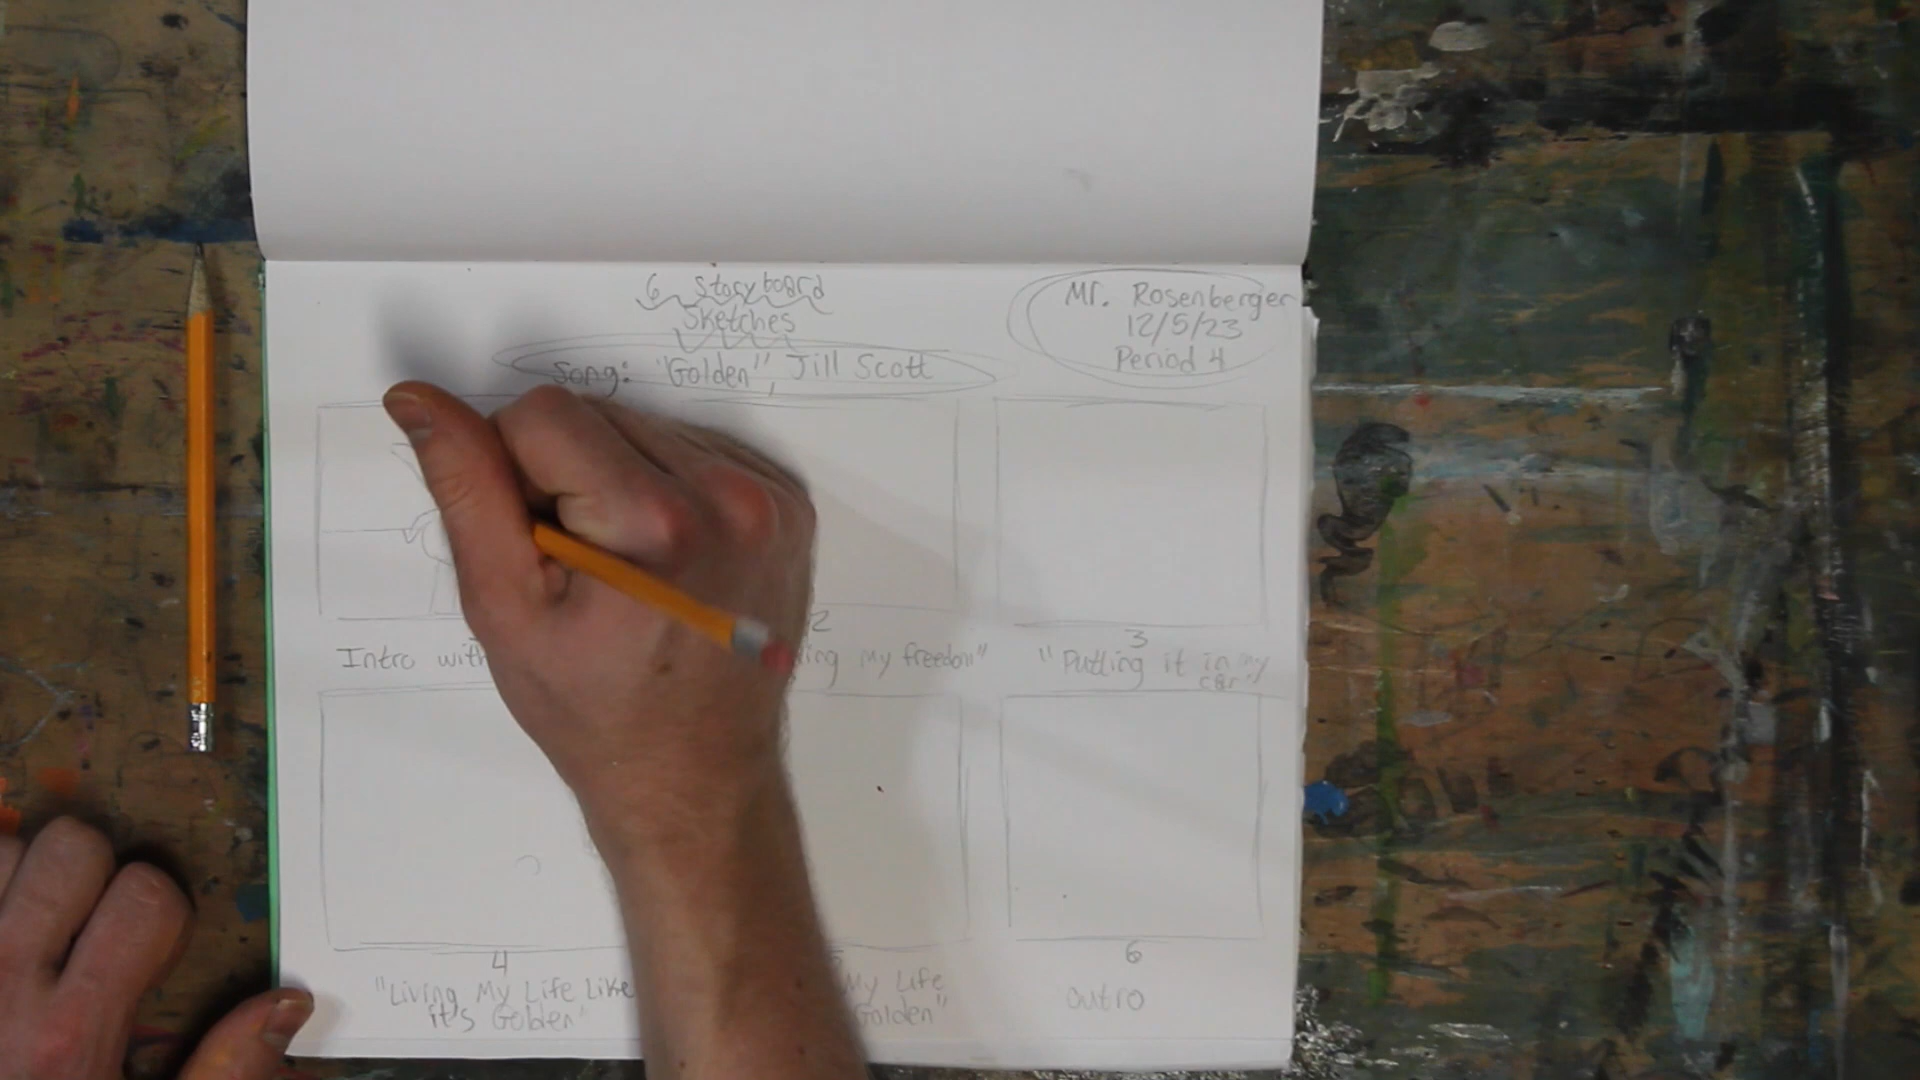 6 Storyboard
Sketches
Song: "Golden", Jill Scott
Mr. Rosenberger
12/5/23
Period 4
2
3
Intro with
My freedom"
"Putting it in my
car"
4
6
"Living My Life Like
it's Golden"
My Life
Golden"
outro